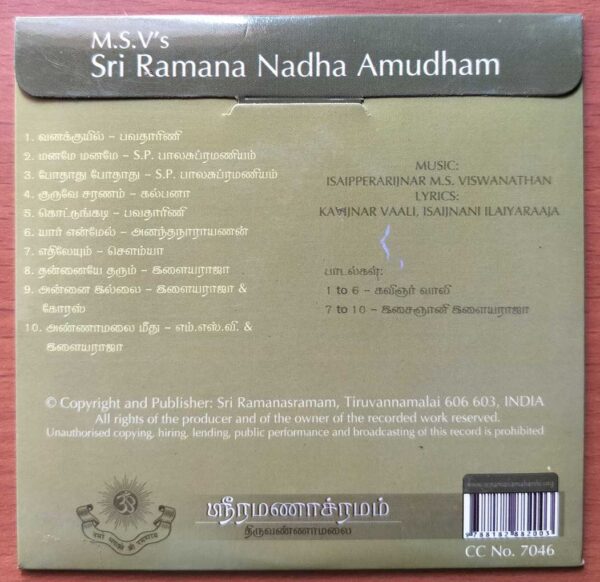 M.S.V's
Sri Ramana Nadha Amudham
1. வனக்குயில் – பவதாரிணி
2. மனமே மனமே – S.P. பாலசுப்ரமணியம்
3. போதாது போதாது – S.P. பாலசுப்ரமணியம்
4. குருவே சரணம் – கல்பனா
5. கொட்டுங்கடி – பவதாரிணி
6. யார் என்மேல் – அனந்தநாராயணன்
7. எதிலேயும் – சௌம்யா
8. தன்னையே தரும் – இளையராஜா
9. அன்னை இல்லை – இளையராஜா &
கோரஸ்
10. அண்ணாமலை மீது – எம்.எஸ்.வி. &
இளையராஜா
MUSIC:
ISAIPPERARIJNAR M.S. VISWANATHAN
LYRICS:
KAVIJNAR VAALI, ISAIJNANI ILAIYARAAJA
பாடல்கள்:
1 to 6 – கவிஞர் வாலி
7 to 10 – இசைஞானி இளையராஜா
© Copyright and Publisher: Sri Ramanasramam, Tiruvannamalai 606 603, INDIA
All rights of the producer and of the owner of the recorded work reserved.
Unauthorised copying, hiring, lending, public performance and broadcasting of this record is prohibited
ஸ்ரீரமணாச்ரமம்
திருவண்ணாமலை
www.sriramanamaharshi.org
CC No. 7046